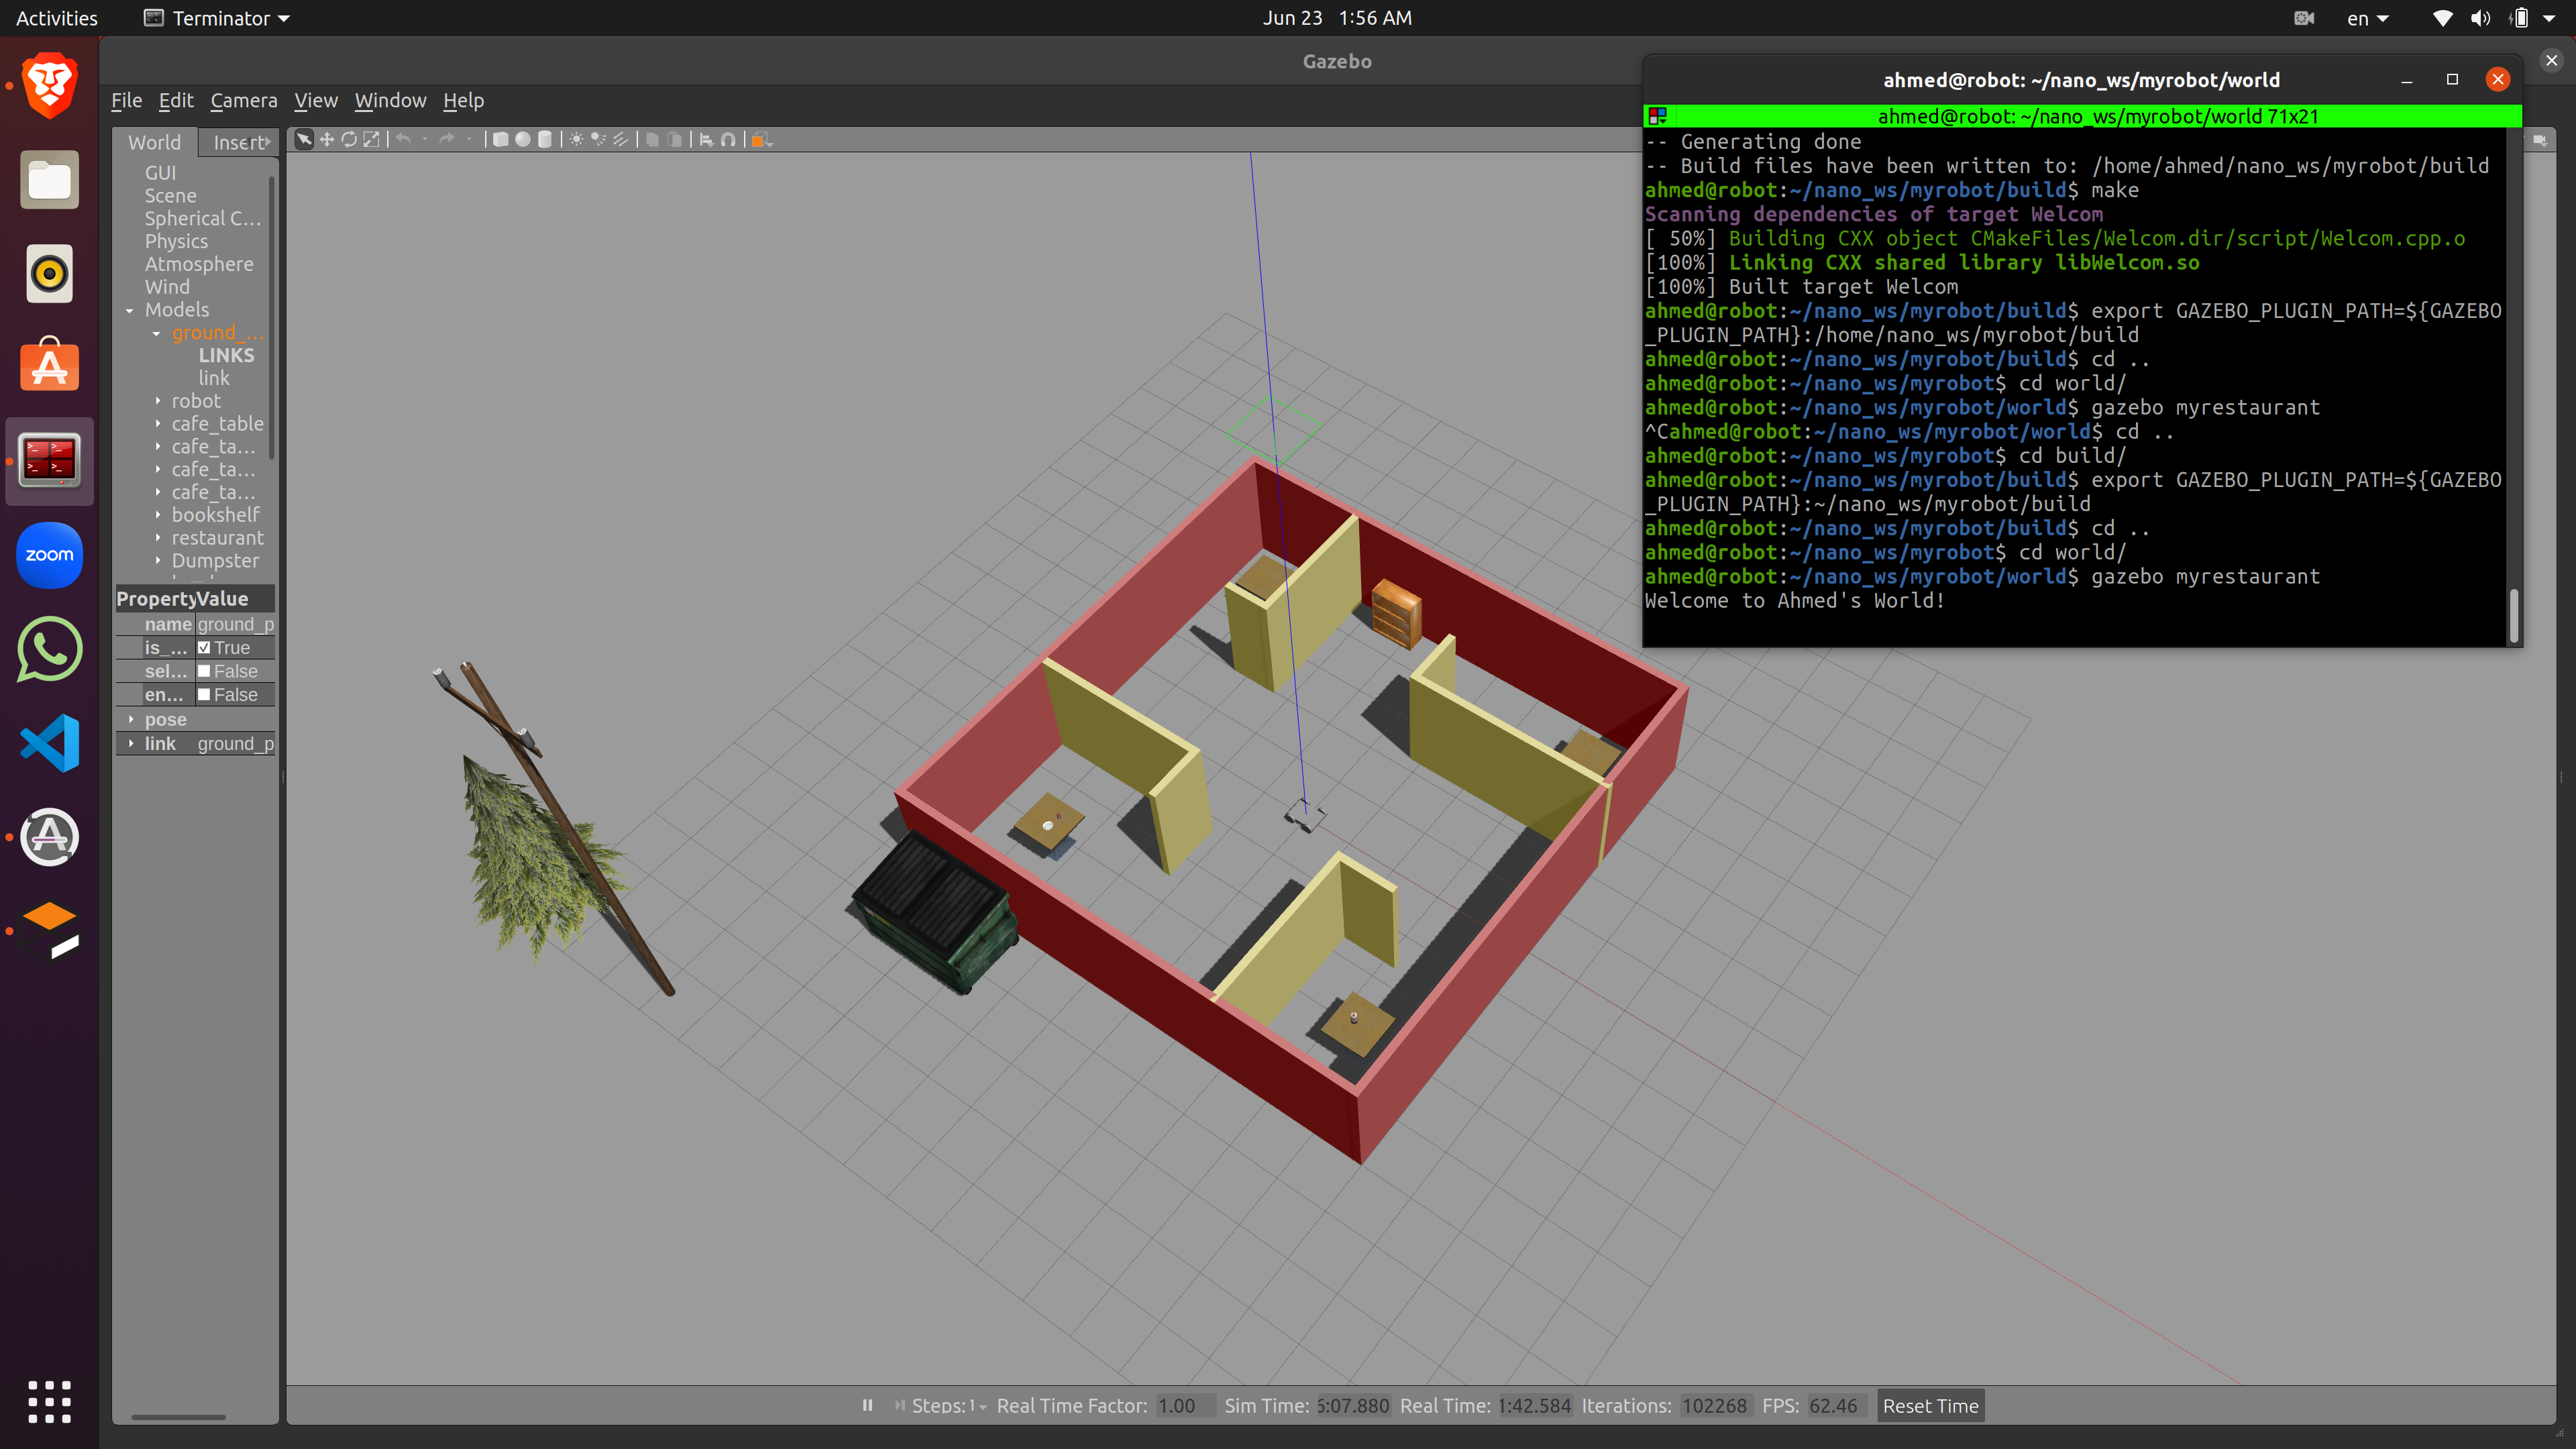 Activities
Terminator
Jun 23 1:56 AM
en
Gazebo
File Edit Camera View Window Help
World Insert
GUI
Scene
Spherical C...
Physics
Atmosphere
Wind
Models
ground_...
LINKS
link
robot
cafe_table
cafe_ta...
cafe_ta...
cafe_ta...
bookshelf
restaurant
Dumpster
Property Value
name ground_p
is_... True
sel... False
en... False
pose
link ground_p
zoom
ahmed@robot: ~/nano_ws/myrobot/world
ahmed@robot: ~/nano_ws/myrobot/world 71x21
-- Generating done
-- Build files have been written to: /home/ahmed/nano_ws/myrobot/build
ahmed@robot:~/nano_ws/myrobot/build$ make
Scanning dependencies of target Welcom
[ 50%] Building CXX object CMakeFiles/Welcom.dir/script/Welcom.cpp.o
[100%] Linking CXX shared library libWelcom.so
[100%] Built target Welcom
ahmed@robot:~/nano_ws/myrobot/build$ export GAZEBO_PLUGIN_PATH=${GAZEBO
_PLUGIN_PATH}:/home/nano_ws/myrobot/build
ahmed@robot:~/nano_ws/myrobot/build$ cd ..
ahmed@robot:~/nano_ws/myrobot$ cd world/
ahmed@robot:~/nano_ws/myrobot/world$ gazebo myrestaurant
^Cahmed@robot:~/nano_ws/myrobot/world$ cd ..
ahmed@robot:~/nano_ws/myrobot$ cd build/
ahmed@robot:~/nano_ws/myrobot/build$ export GAZEBO_PLUGIN_PATH=${GAZEBO
_PLUGIN_PATH}:~/nano_ws/myrobot/build
ahmed@robot:~/nano_ws/myrobot/build$ cd ..
ahmed@robot:~/nano_ws/myrobot$ cd world/
ahmed@robot:~/nano_ws/myrobot/world$ gazebo myrestaurant
Welcome to Ahmed's World!
Steps: 1 Real Time Factor: 1.00 Sim Time: 6:07.880 Real Time: 1:42.584 Iterations: 102268 FPS: 62.46 Reset Time